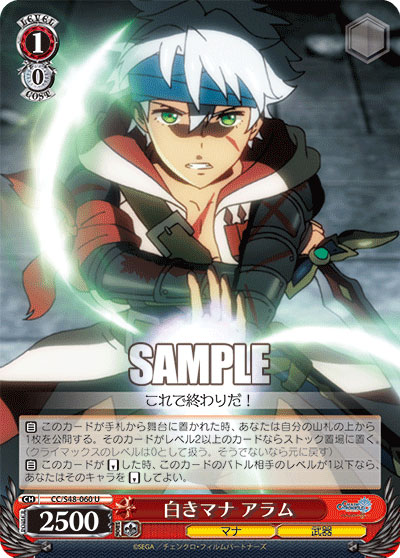 LEVEL
1
0
COST
SAMPLE
これで終わりだ！
自 このカードが手札から舞台に置かれた時、あなたは自分の山札の上から
1枚を公開する。そのカードがレベル2以上のカードならストック置場に置く。
（クライマックスのレベルは0として扱う。そうでないなら元に戻す）
自 このカードが【リバース】した時、このカードのバトル相手のレベルが1以下なら、あなたは
そのキャラを【リバース】してよい。
CH
CC/S48-060 U
2500
白きマナ アラム
マナ
武器
©SEGA／チェンクロ・フィルムパートナーズ